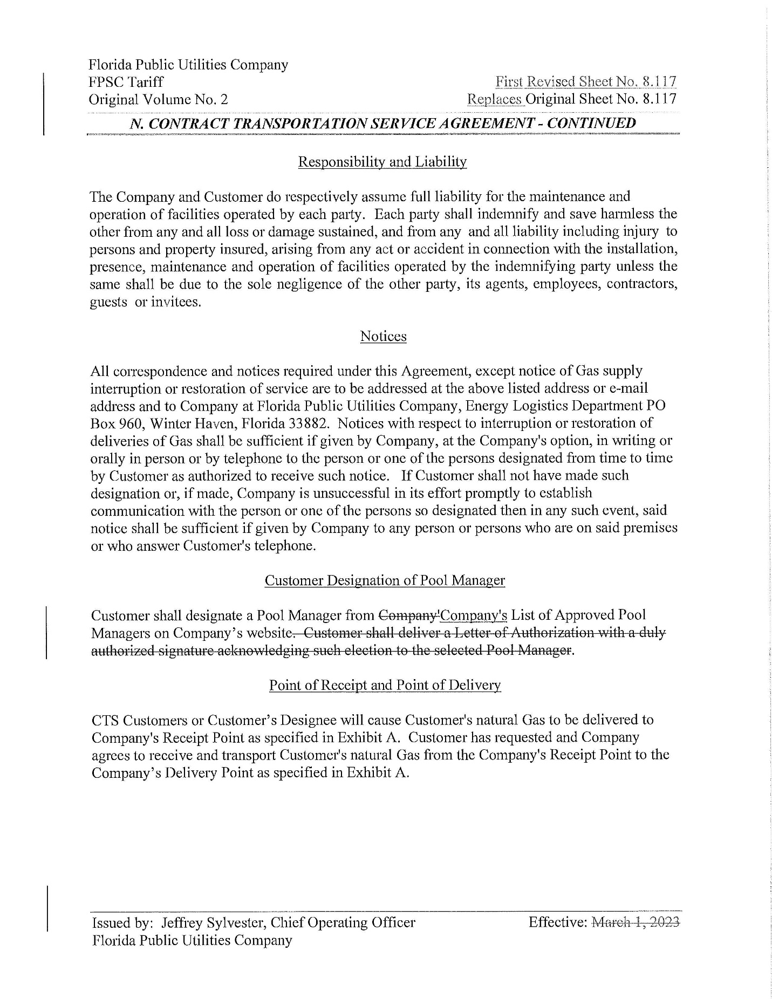 Florida Public Utilities Company
FPSC Tariff
First Revised Sheet No. 8.117
Original Volume No. 2
Replaces Original Sheet No. 8.117
N. CONTRACT TRANSPORTATION SERVICE AGREEMENT - CONTINUED
Responsibility and Liability
The Company and Customer do respectively assume full liability for the maintenance and
operation of facilities operated by each party. Each party shall indemnify and save harmless the
other from any and all loss or damage sustained, and from any and all liability including injury to
persons and property insured, arising from any act or accident in connection with the installation,
presence, maintenance and operation of facilities operated by the indemnifying party unless the
same shall be due to the sole negligence of the other party, its agents, employees, contractors,
guests or invitees.
Notices
All correspondence and notices required under this Agreement, except notice of Gas supply
interruption or restoration of service are to be addressed at the above listed address or e-mail
address and to Company at Florida Public Utilities Company, Energy Logistics Department PO
Box 960, Winter Haven, Florida 33882. Notices with respect to interruption or restoration of
deliveries of Gas shall be sufficient if given by Company, at the Company's option, in writing or
orally in person or by telephone to the person or one of the persons designated from time to time
by Customer as authorized to receive such notice. If Customer shall not have made such
designation or, if made, Company is unsuccessful in its effort promptly to establish
communication with the person or one of the persons so designated then in any such event, said
notice shall be sufficient if given by Company to any person or persons who are on said premises
or who answer Customer's telephone.
Customer Designation of Pool Manager
Customer shall designate a Pool Manager from Company'Company's List of Approved Pool
Managers on Company’s website. Customer shall deliver a Letter of Authorization with a duly
authorized signature acknowledging such election to the selected Pool Manager.
Point of Receipt and Point of Delivery
CTS Customers or Customer’s Designee will cause Customer's natural Gas to be delivered to
Company's Receipt Point as specified in Exhibit A. Customer has requested and Company
agrees to receive and transport Customer's natural Gas from the Company's Receipt Point to the
Company’s Delivery Point as specified in Exhibit A.
Issued by: Jeffrey Sylvester, Chief Operating Officer
Effective: March 1, 2023
Florida Public Utilities Company